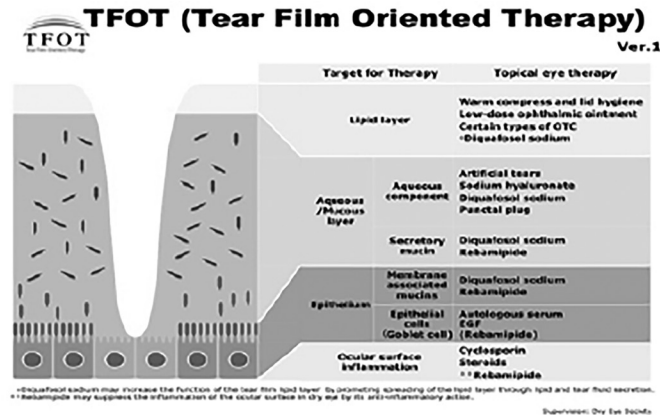 TFOT (Tear Film Oriented Therapy)
TFOT
Tear Film Oriented Therapy
Ver.1
Target for Therapy
Topical eye therapy
Lipid layer
Warm compress and lid hygiene
Low-dose ophthalmic ointment
Certain types of OTC
*Diquafosol sodium
Aqueous
/Mucous
layer
Aqueous
component
Artificial tears
Sodium hyaluronate
Diquafosol sodium
Punctal plug
Secretory
mucin
Diquafosol sodium
Rebamipide
Epithelium
Membrane
associated
mucins
Diquafosol sodium
Rebamipide
Epithelial
cells
(Goblet cell)
Autologous serum
EGF
(Rebamipide)
Ocular surface
inflammation
Cyclosporin
Steroids
**Rebamipide
*Diquafosol sodium may increase the function of the tear film lipid layer by promoting spreading of the lipid layer through lipid and tear fluid secretion.
**Rebamipide may suppress the inflammation of the ocular surface in dry eye by its anti-inflammatory action.
Supervision: Dry Eye Society